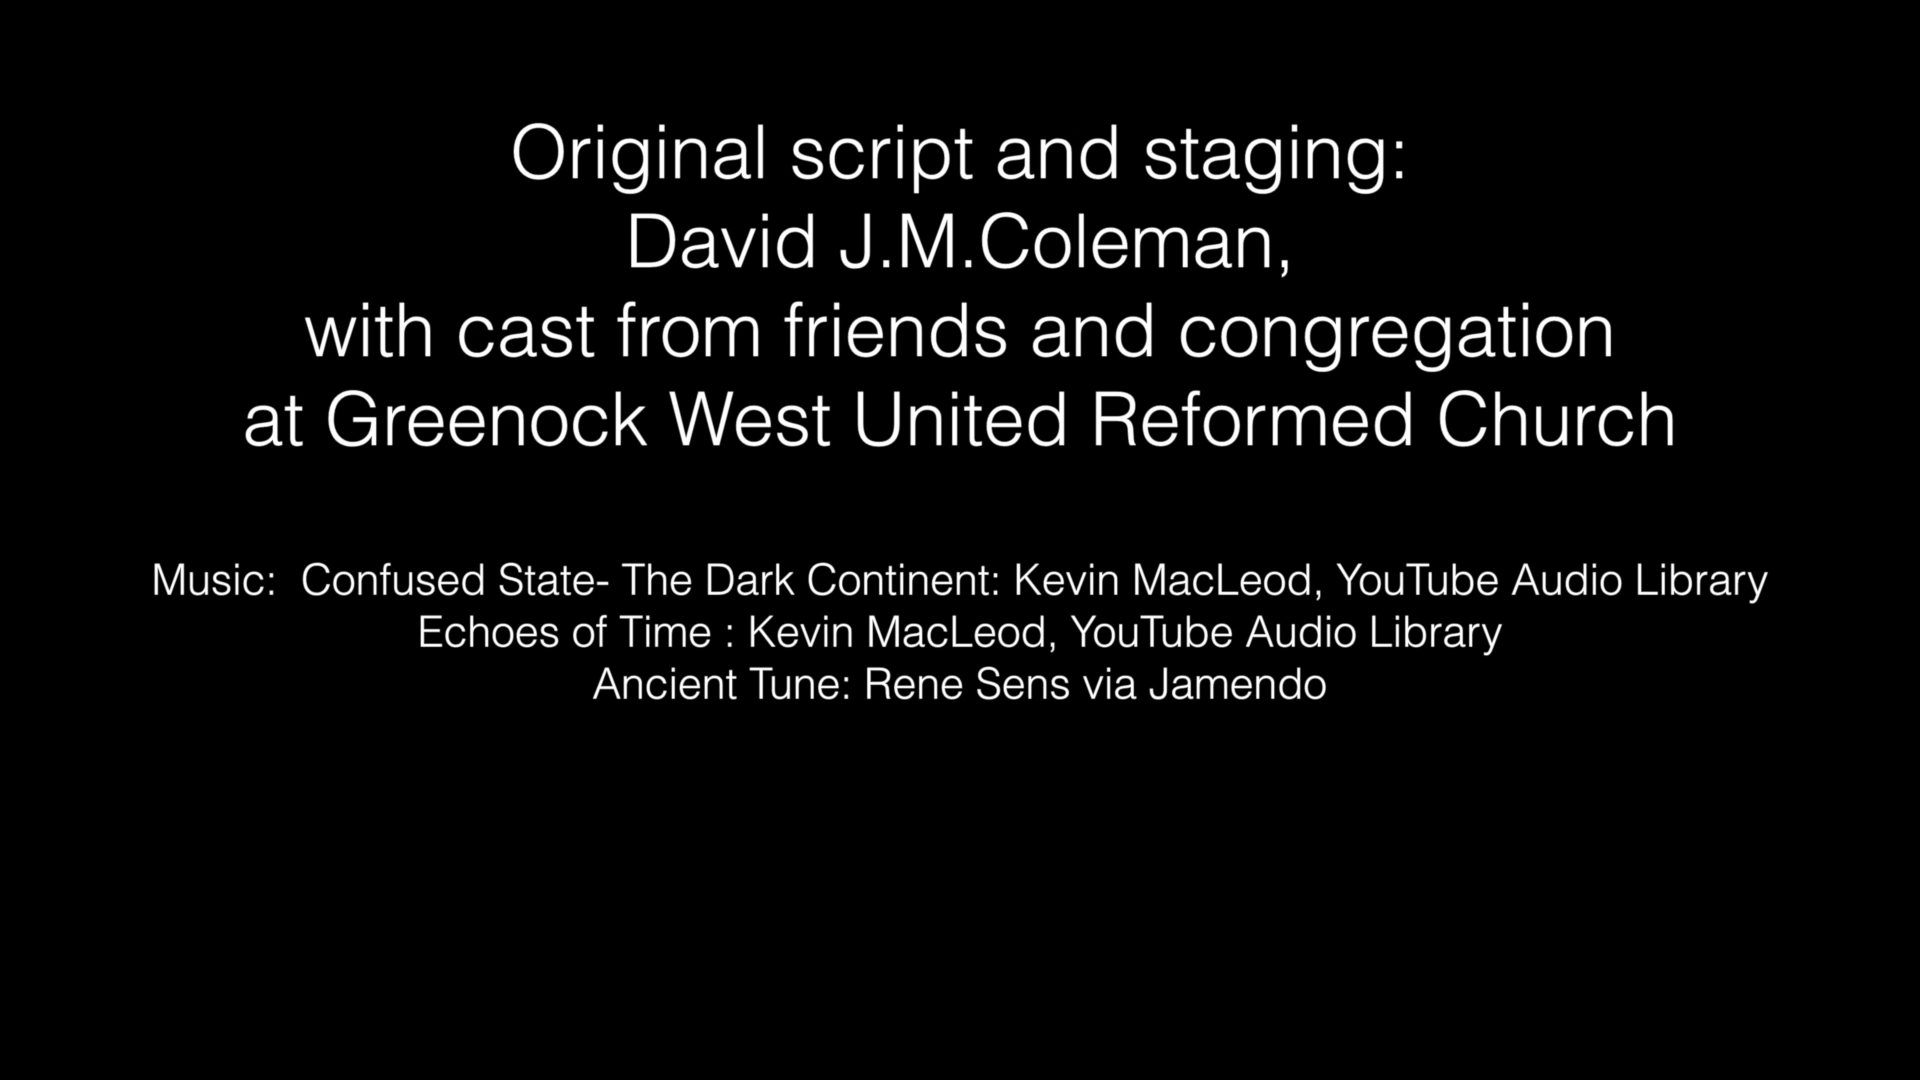 Original script and staging:
David J.M.Coleman,
with cast from friends and congregation
at Greenock West United Reformed Church
Music:  Confused State- The Dark Continent: Kevin MacLeod, YouTube Audio Library
Echoes of Time : Kevin MacLeod, YouTube Audio Library
Ancient Tune: Rene Sens via Jamendo